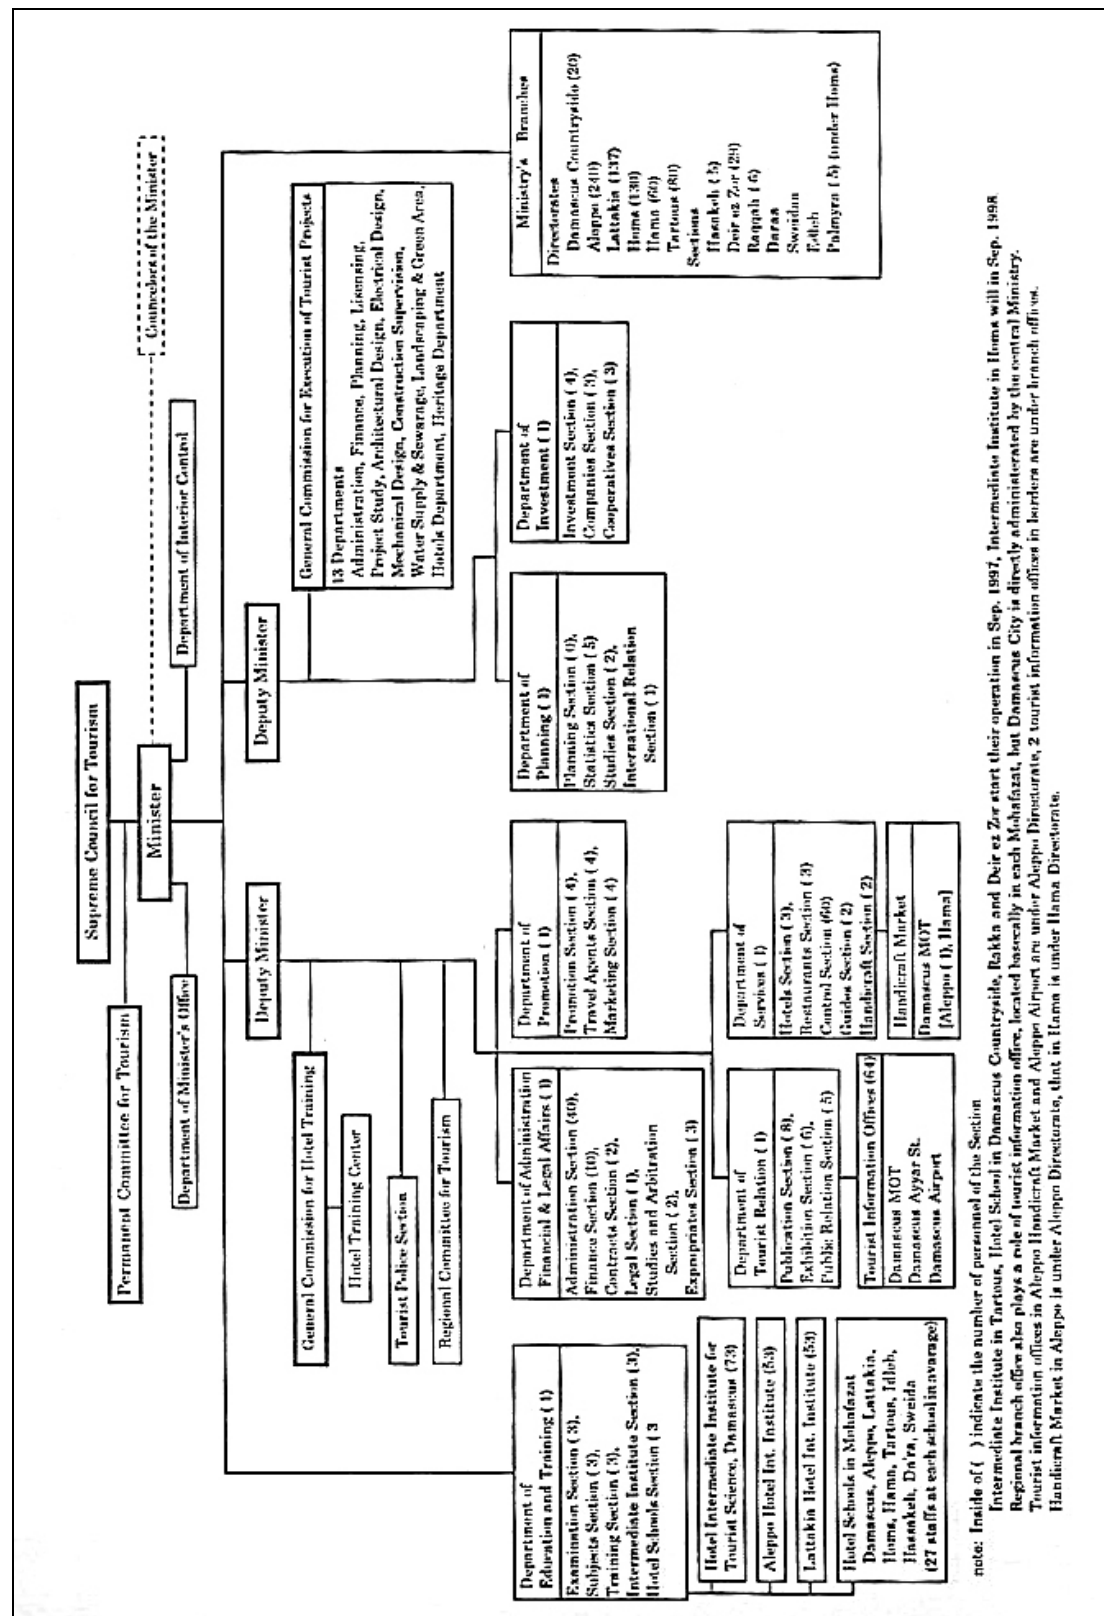 Supreme Council for Tourism
Permanent Committee for Tourism
Minister
Councelors of the Minister
Department of Minister's Office
Department of Interior Control
Deputy Minister
Deputy Minister
General Commission for Hotel Training
Hotel Training Center
Tourist Police Section
Regional Committee for Tourism
General Commission for Execution of Tourist Projects
13 Departments
Administration, Finance, Planning, Lisensing,
Project Study, Architectural Design, Electrical Design,
Mechanical Design, Construction Supervision,
Water Supply & Sewarage, Landscaping & Green Area,
Hotels Department, Heritage Department
Department of
Education and Training ( 1)
Examination Section ( 3),
Subjects Section ( 3),
Training Section ( 3),
Intermediate Institute Section ( 3),
Hotel Schools Section ( 3
Hotel Intermediate Institute for
Tourist Science, Damascus (73)
Aleppo Hotel Int. Institute (53)
Lattakia Hotel Int. Institute (53)
Hotel Schools in Mohafazat
Damascus, Aleppo, Lattakia,
Homs, Hama, Tartous, Idleb,
Hassakeh, Da'ra, Sweida
(27 staffs at each school in avarage)
Department of Administration
Financial & Legal Affairs ( 1)
Administration Section (40),
Finance Section (10),
Contracts Section ( 2),
Legal Section ( 1),
Studies and Arbitration
Section ( 2),
Expropriates Section ( 3)
Department of
Promotion ( 1)
Promotion Section ( 4),
Travel Agents Section ( 4),
Marketing Section ( 4)
Department of
Tourist Relation ( 1)
Publication Section ( 8),
Exhibition Section ( 6),
Public Relation Section ( 5)
Tourist Information Offices (64)
Damascus MOT
Damascus Ayyar St.
Damascus Airport
Department of
Services ( 1)
Hotels Section ( 3),
Restaurants Section ( 3)
Control Section (60)
Guides Section ( 2)
Handicraft Section ( 2)
Handicraft Market
Damascus MOT
[Aleppo ( 1), Hama]
Department of
Planning ( 1)
Planning Section
Statistics Section ( 5)
Studies Section ( 2),
International Relation
Section ( 1)
Department of
Investment ( 1)
Investment Section ( 4),
Companies Section ( 3),
Cooperatives Section ( 3)
Ministry's Branches
Directorates
Damascus Countryside (20)
Aleppo (240)
Lattakia (137)
Homs (130)
Hama (60)
Tartous (80)
Sections
Hasakeh ( 5)
Deir ez Zor (29)
Raqqah ( 6)
Daraa
Sweidan
Edleb
Palmyra ( 5) (under Homs)
note: Inside of ( ) indicate the number of personnel of the Section
Intermediate Institute in Tartous, Hotel School in Damascus Countryside, Rakka and Deir ez Zor start their operation in Sep. 1997, Intermediate Institute in Homs will in Sep. 1998
Regional branch office also plays a role of tourist information office, located basecally in each Mohafazat, but Damascus City is directly administerated by the central Ministry.
Tourist information offices in Aleppo Handicraft Market and Aleppo Airport are under Aleppo Directorate, 2 tourist information offices in borders are under branch offices.
Handicraft Market in Aleppo is under Aleppo Directorate, that in Hama is under Hama Directorate.